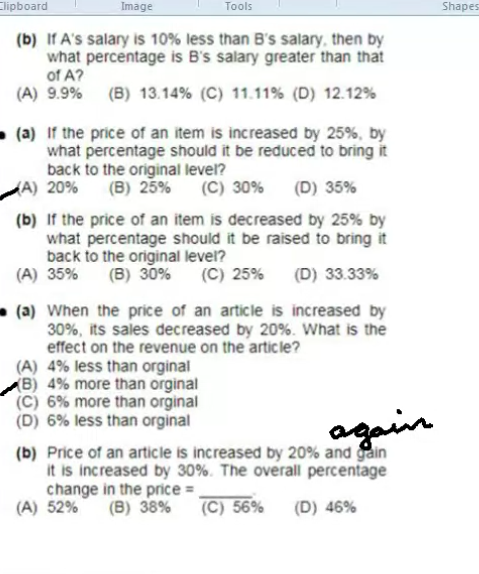 Clipboard Image Tools Shapes
(b) If A's salary is 10% less than B's salary, then by
what percentage is B's salary greater than that
of A?
(A) 9.9% (B) 13.14% (C) 11.11% (D) 12.12%
(a) If the price of an item is increased by 25%, by
what percentage should it be reduced to bring it
back to the original level?
(A) 20% (B) 25% (C) 30% (D) 35%
(b) If the price of an item is decreased by 25% by
what percentage should it be raised to bring it
back to the original level?
(A) 35% (B) 30% (C) 25% (D) 33.33%
(a) When the price of an article is increased by
30%, its sales decreased by 20%. What is the
effect on the revenue on the article?
(A) 4% less than orginal
(B) 4% more than orginal
(C) 6% more than orginal
(D) 6% less than orginal
again
(b) Price of an article is increased by 20% and gain
it is increased by 30%. The overall percentage
change in the price = ______.
(A) 52% (B) 38% (C) 56% (D) 46%